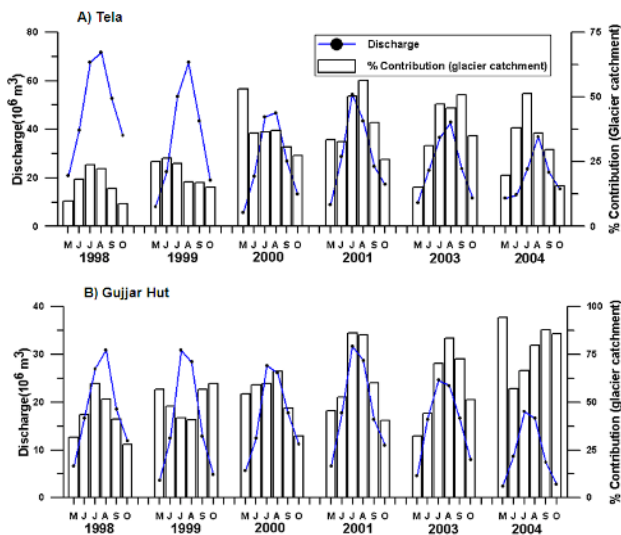 A) Tela
Discharge
% Contribution (glacier catchment)
Discharge(10⁶ m³)
80
60
40
20
0
75
50
25
0
% Contribution (Glacier catchment)
M J J A S O M J J A S O M J J A S O M J J A S O M J J A S O M J J A S O
1998 1999 2000 2001 2003 2004
B) Gujjar Hut
Discharge(10⁶ m³)
40
30
20
10
0
100
75
50
25
0
% Contribution (glacier catchment)
M J J A S O M J J A S O M J J A S O M J J A S O M J J A S O M J J A S O
1998 1999 2000 2001 2003 2004